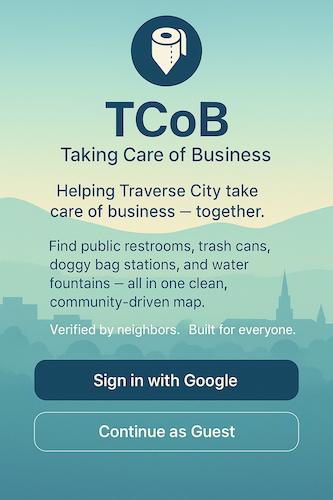 TCoB
Taking Care of Business
Helping Traverse City take
care of business — together.
Find public restrooms, trash cans,
doggy bag stations, and water
fountains — all in one clean,
community-driven map.
Verified by neighbors. Built for everyone.
Sign in with Google
Continue as Guest